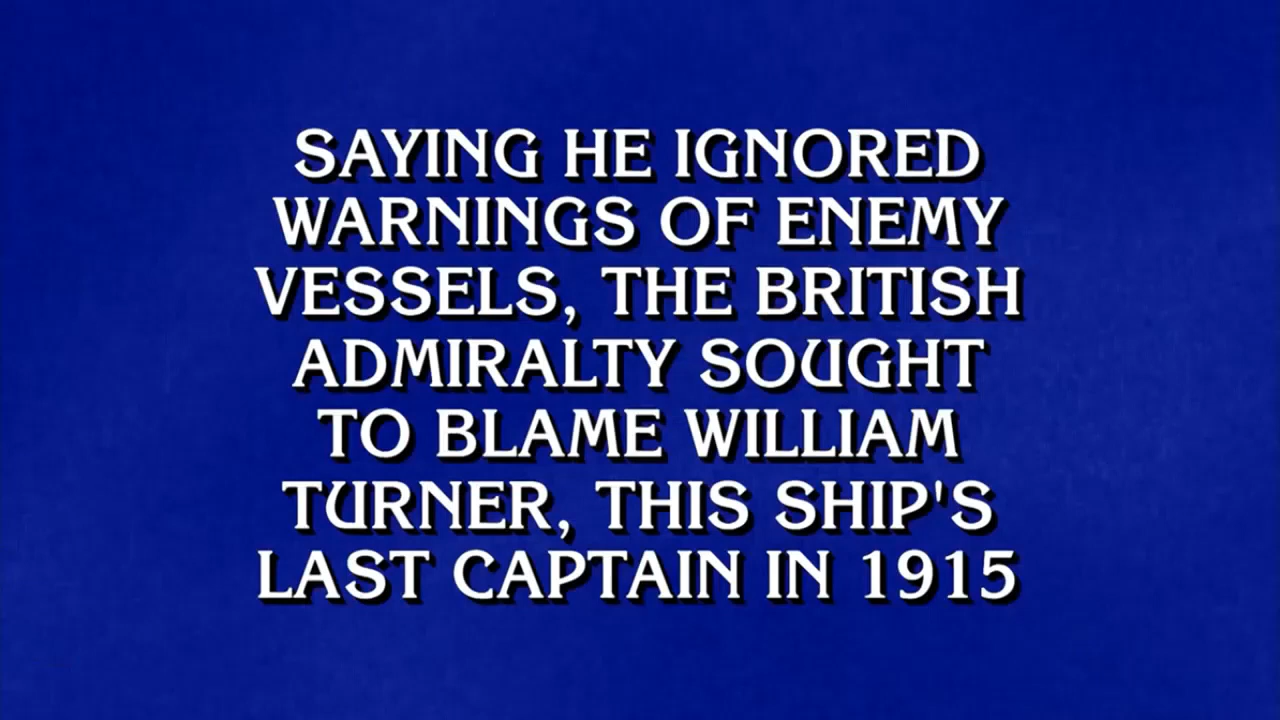 SAYING HE IGNORED
WARNINGS OF ENEMY
VESSELS, THE BRITISH
ADMIRALTY SOUGHT
TO BLAME WILLIAM
TURNER, THIS SHIP'S
LAST CAPTAIN IN 1915